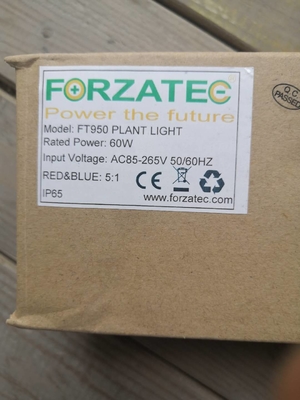 FORZATEC
Power the future
Model: FT950 PLANT LIGHT
Rated Power: 60W
Input Voltage: AC85-265V 50/60HZ
RED&BLUE: 5:1
CE
IP65
www.forzatec.com
Q.C.
PASSED